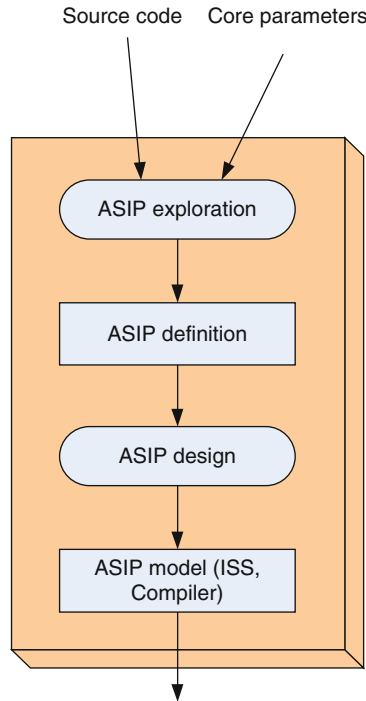 Source code
Core parameters
ASIP exploration
ASIP definition
ASIP design
ASIP model (ISS,
Compiler)